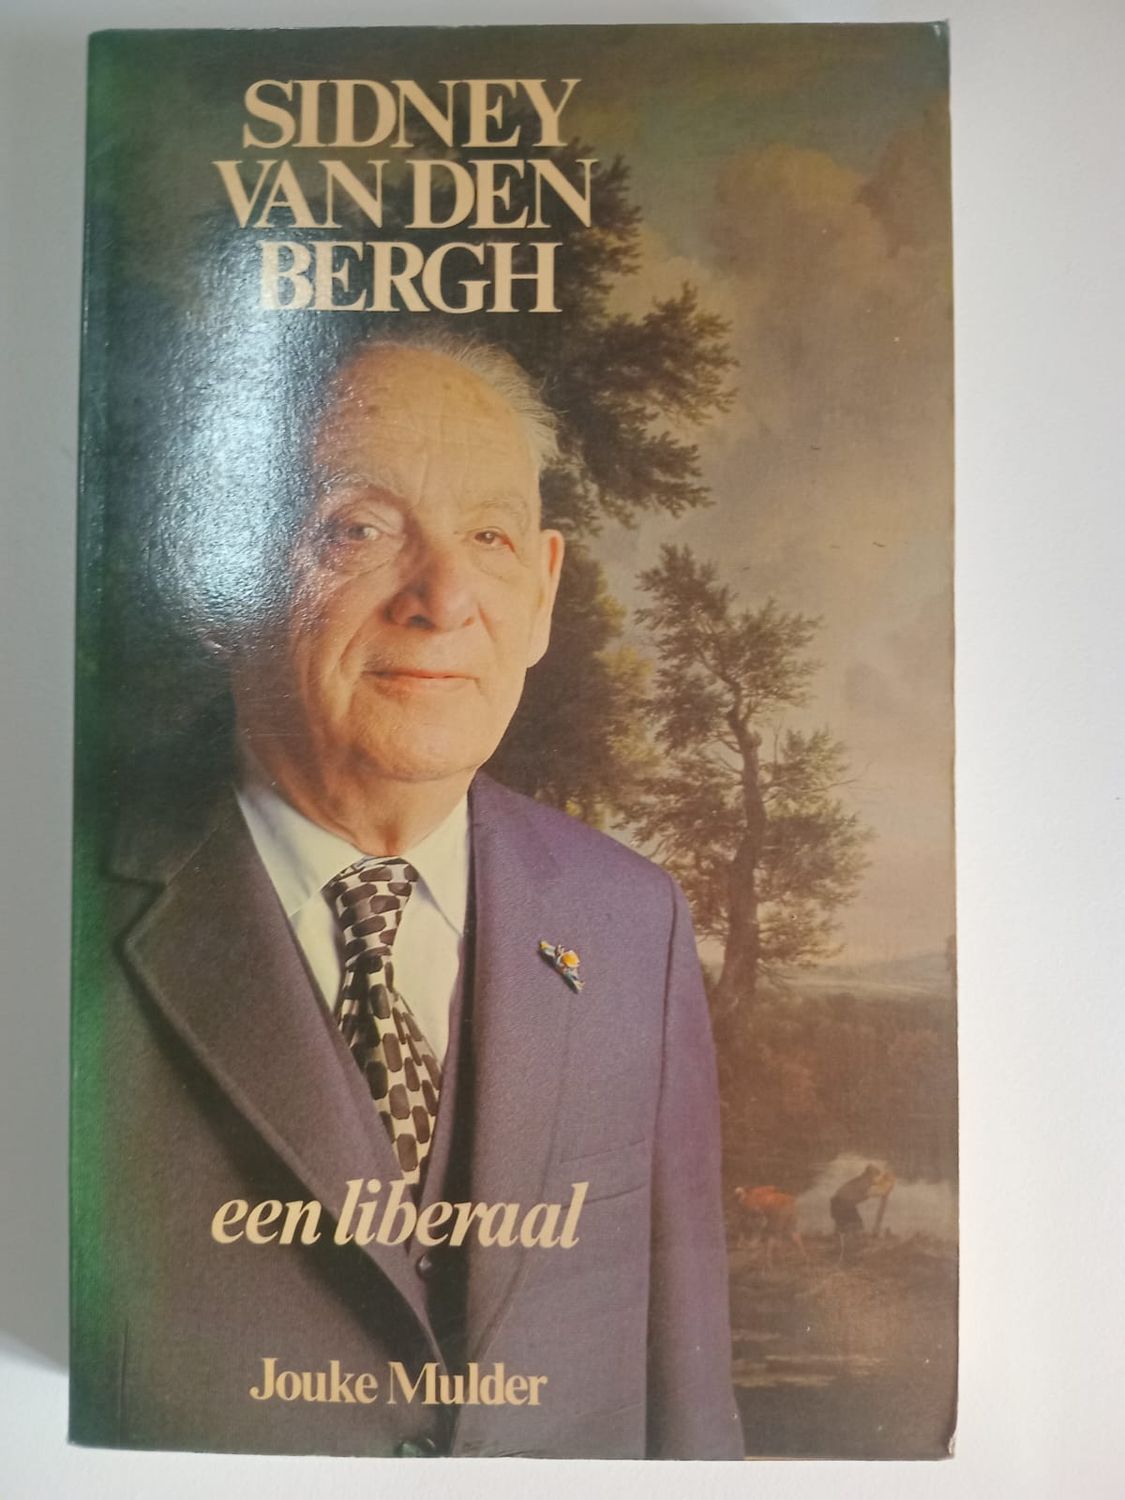 SIDNEY
VAN DEN
BERGH
een liberaal
Jouke Mulder